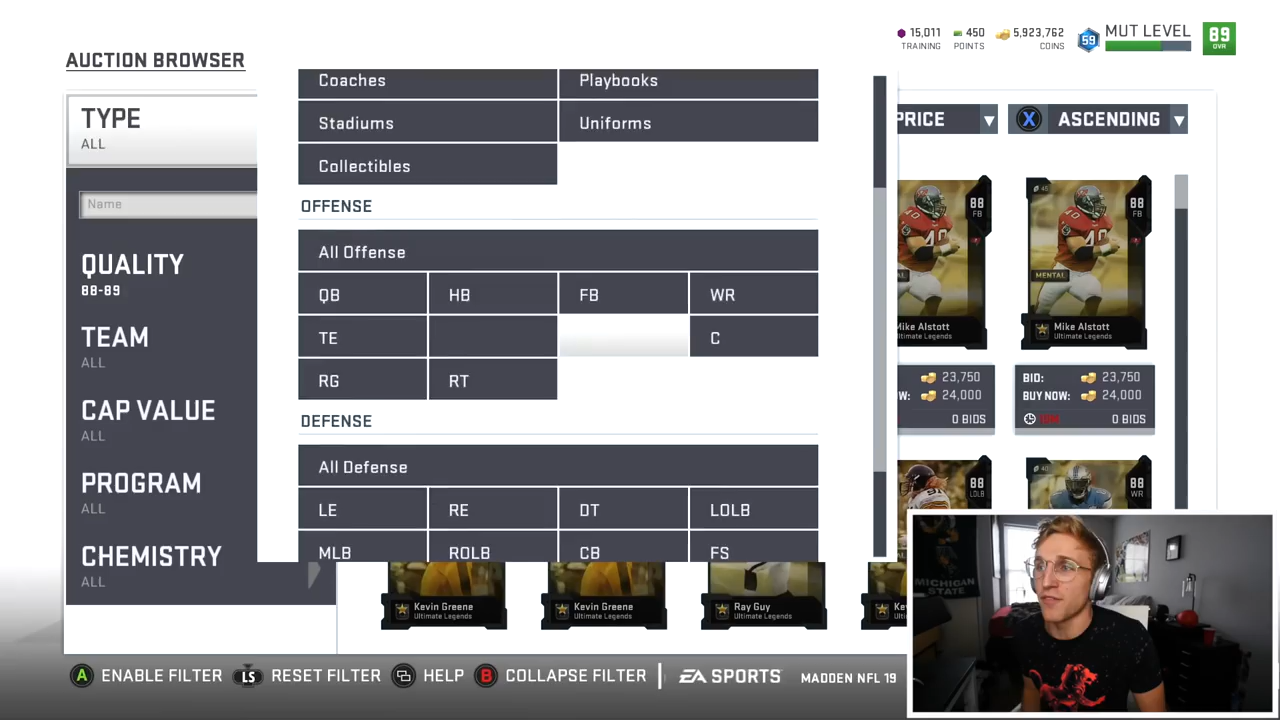 15,011 450 5,923,762 59 MUT LEVEL 89
TRAINING POINTS COINS OVR
AUCTION BROWSER
TYPE
ALL
Name
QUALITY
88-89
TEAM
ALL
CAP VALUE
ALL
PROGRAM
ALL
CHEMISTRY
ALL
Coaches Playbooks
Stadiums Uniforms
Collectibles
OFFENSE
All Offense
QB HB FB WR
TE C
RG RT
DEFENSE
All Defense
LE RE DT LOLB
MLB ROLB CB FS
PRICE X ASCENDING
88 FB
Mike Alstott
Ultimate Legends
23,750
W: 24,000
0 BIDS
88 FB
MENTAL
Mike Alstott
Ultimate Legends
BID: 23,750
BUY NOW: 24,000
0 BIDS
88 LOLB
40 88 WR
Kevin Greene
Ultimate Legends
Kevin Greene
Ultimate Legends
Ray Guy
Ultimate Legends
MICHIGAN
STATE
A ENABLE FILTER LS RESET FILTER HELP B COLLAPSE FILTER EA SPORTS MADDEN NFL 19